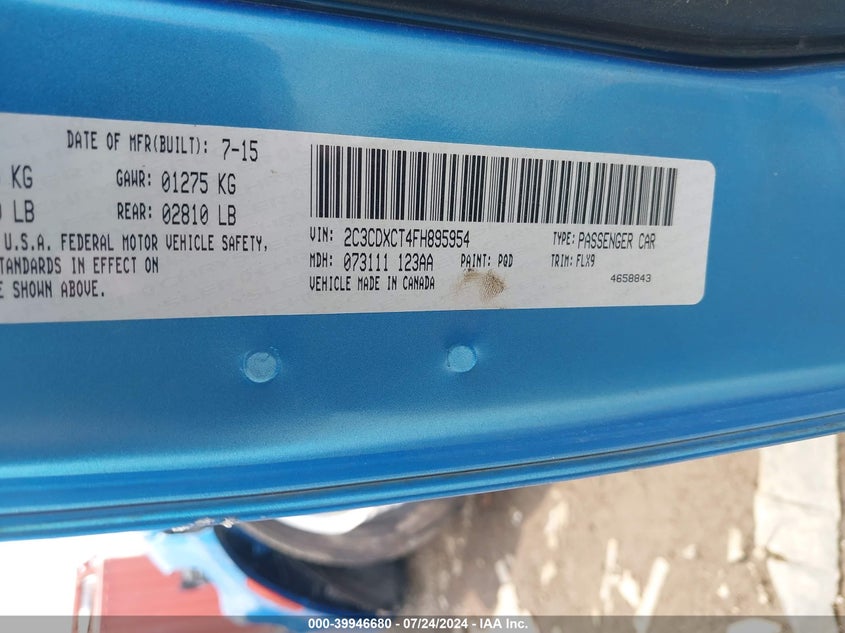 DATE OF MFR(BUILT): 7-15
KG GAWR: 01275 KG
LB REAR: 02810 LB
U.S.A. FEDERAL MOTOR VEHICLE SAFETY,
STANDARDS IN EFFECT ON
SHOWN ABOVE.
VIN: 2C3CDXCT4FH895954 TYPE: PASSENGER CAR
MDH: 073111 123AA PAINT: PQD TRIM: FLX9
VEHICLE MADE IN CANADA 4658843
000-39946680 / 07/24/2024 / IAA Inc.